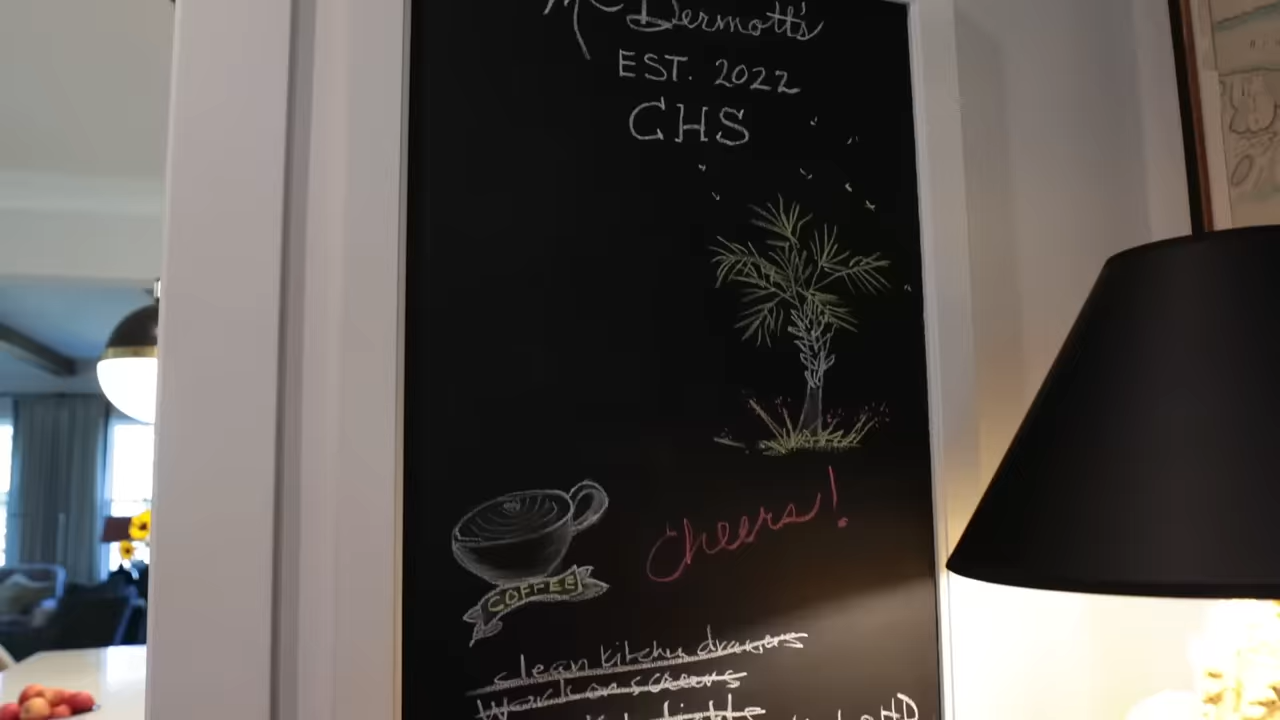 McDermott's
EST. 2022
CHS
Cheers!
COFFEE
clean kitchen drawers
Work on screens